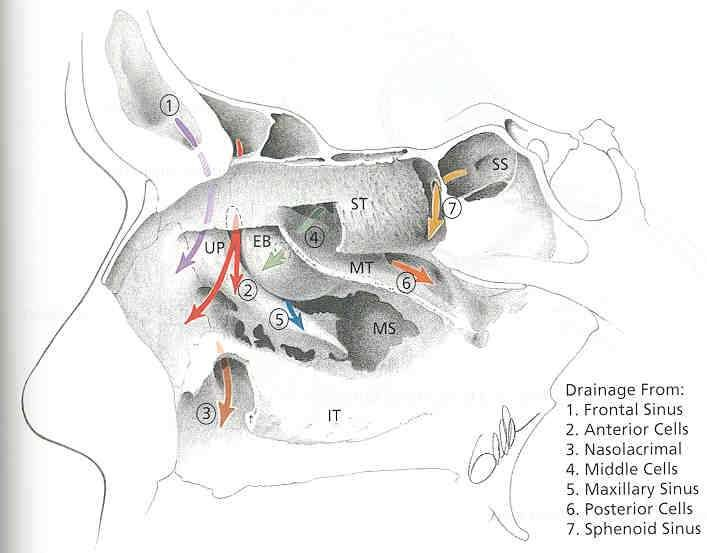 1
SS
ST
7
UP
EB
4
MT
6
2
5
MS
3
IT
Drainage From:
1. Frontal Sinus
2. Anterior Cells
3. Nasolacrimal
4. Middle Cells
5. Maxillary Sinus
6. Posterior Cells
7. Sphenoid Sinus